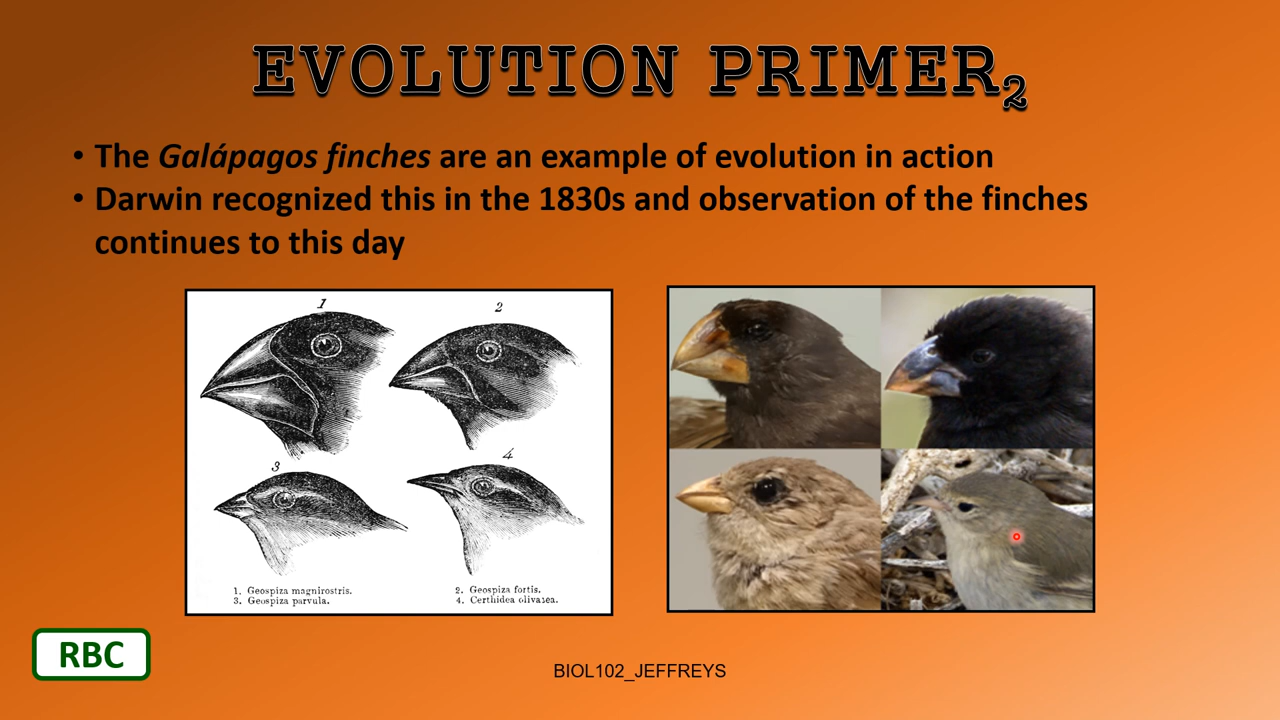 EVOLUTION PRIMER2
• The Galápagos finches are an example of evolution in action
• Darwin recognized this in the 1830s and observation of the finches
continues to this day
1
2
3
4
1. Geospiza magnirostris. 2. Geospiza fortis.
3. Geospiza parvula. 4. Certhidea olivasea.
RBC
BIOL102_JEFFREYS